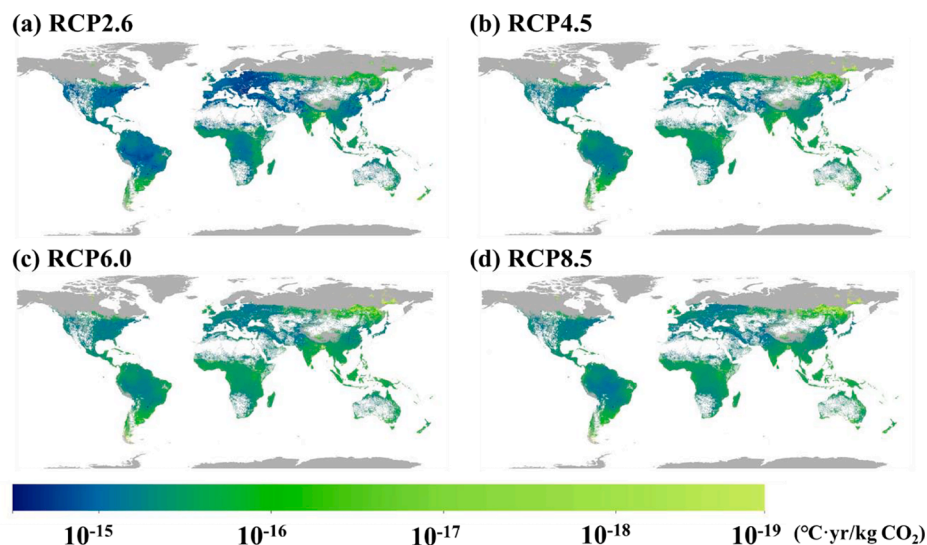 (a) RCP2.6
(b) RCP4.5
(c) RCP6.0
(d) RCP8.5
10⁻¹⁵ 10⁻¹⁶ 10⁻¹⁷ 10⁻¹⁸ 10⁻¹⁹ (℃·yr/kg CO₂)